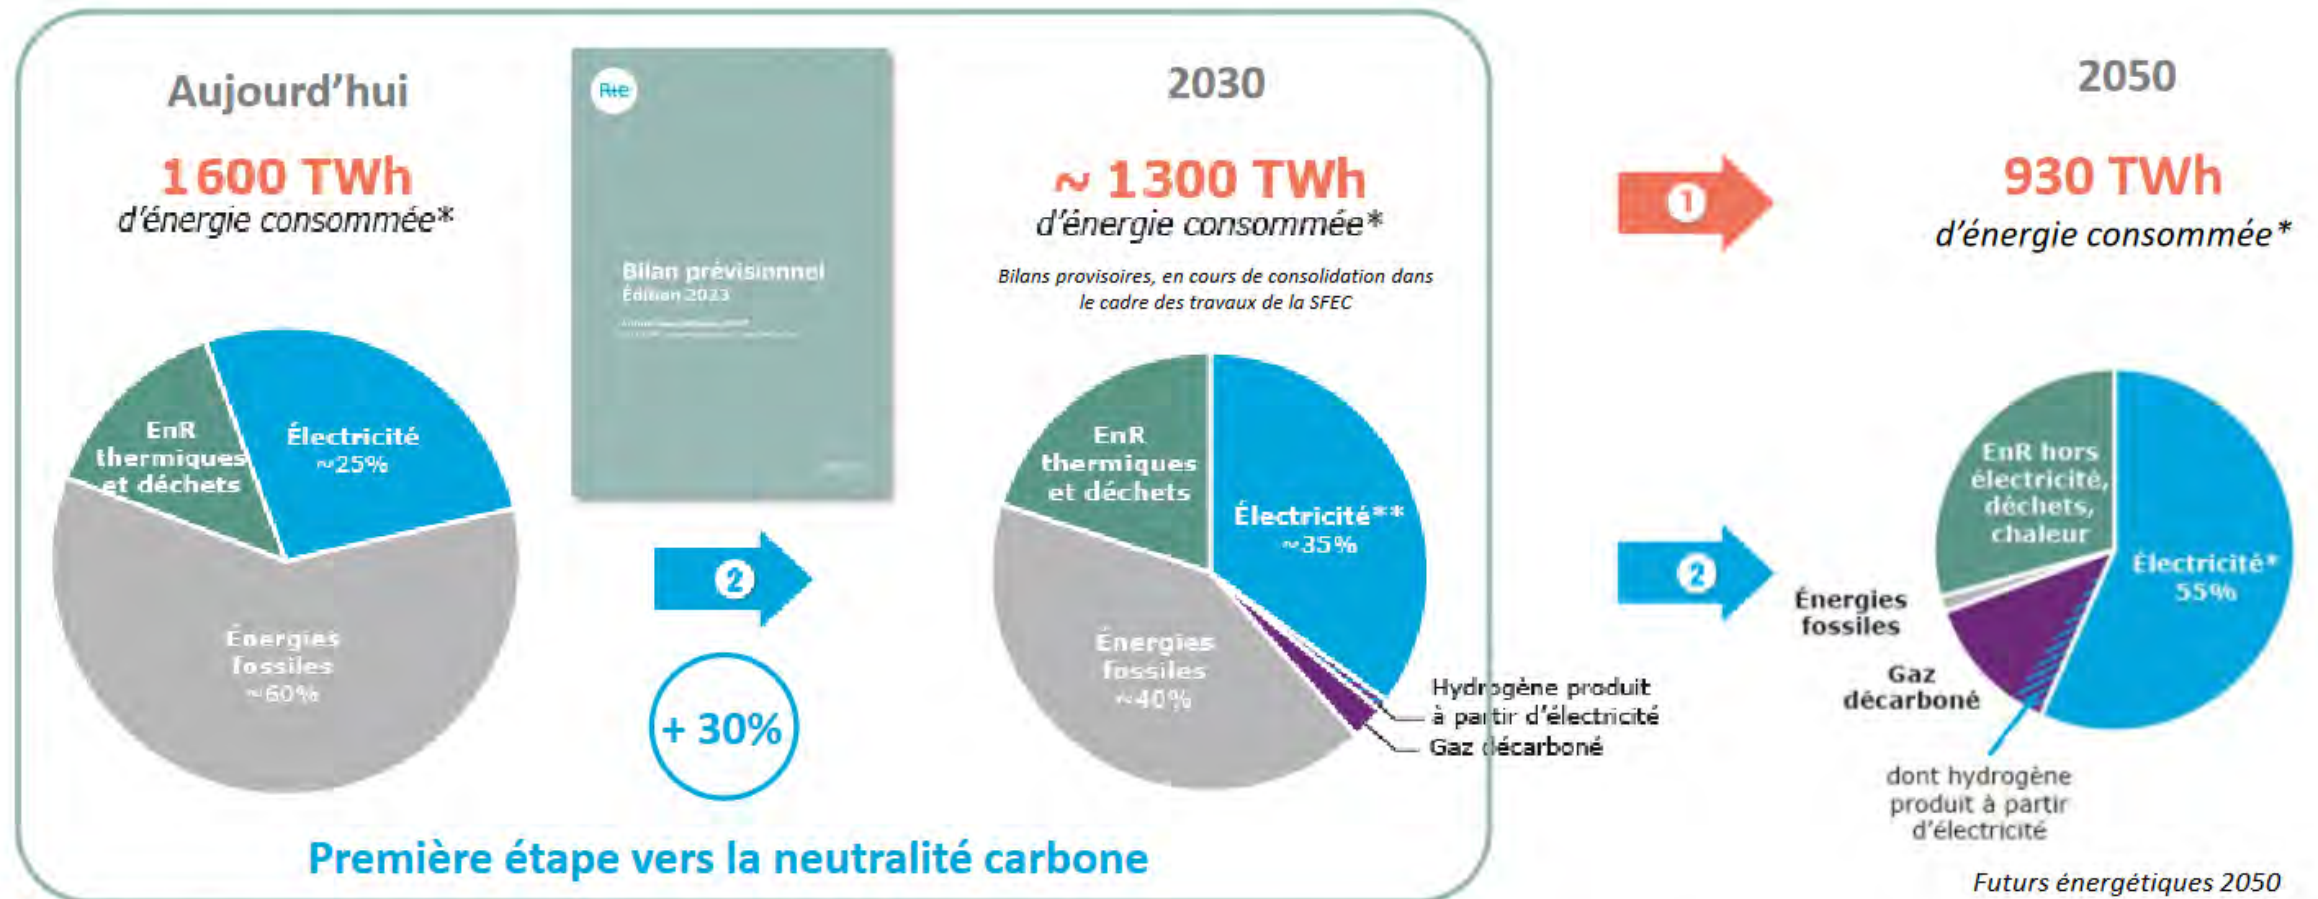 Aujourd'hui
1600 TWh
d'énergie consommée*
EnR
thermiques
et déchets
Électricité
~25%
Énergies
fossiles
~60%
Rte
Bilan prévisionnel
Édition 2023
2
+ 30%
2030
~ 1300 TWh
d'énergie consommée*
Bilans provisoires, en cours de consolidation dans
le cadre des travaux de la SFEC
EnR
thermiques
et déchets
Électricité**
~35%
Énergies
fossiles
~40%
Hydrogène produit
à partir d'électricité
Gaz décarboné
Première étape vers la neutralité carbone
1
2
2050
930 TWh
d'énergie consommée*
EnR hors
électricité,
déchets,
chaleur
Électricité*
55%
Énergies
fossiles
Gaz
décarboné
dont hydrogène
produit à partir
d'électricité
Futurs énergétiques 2050